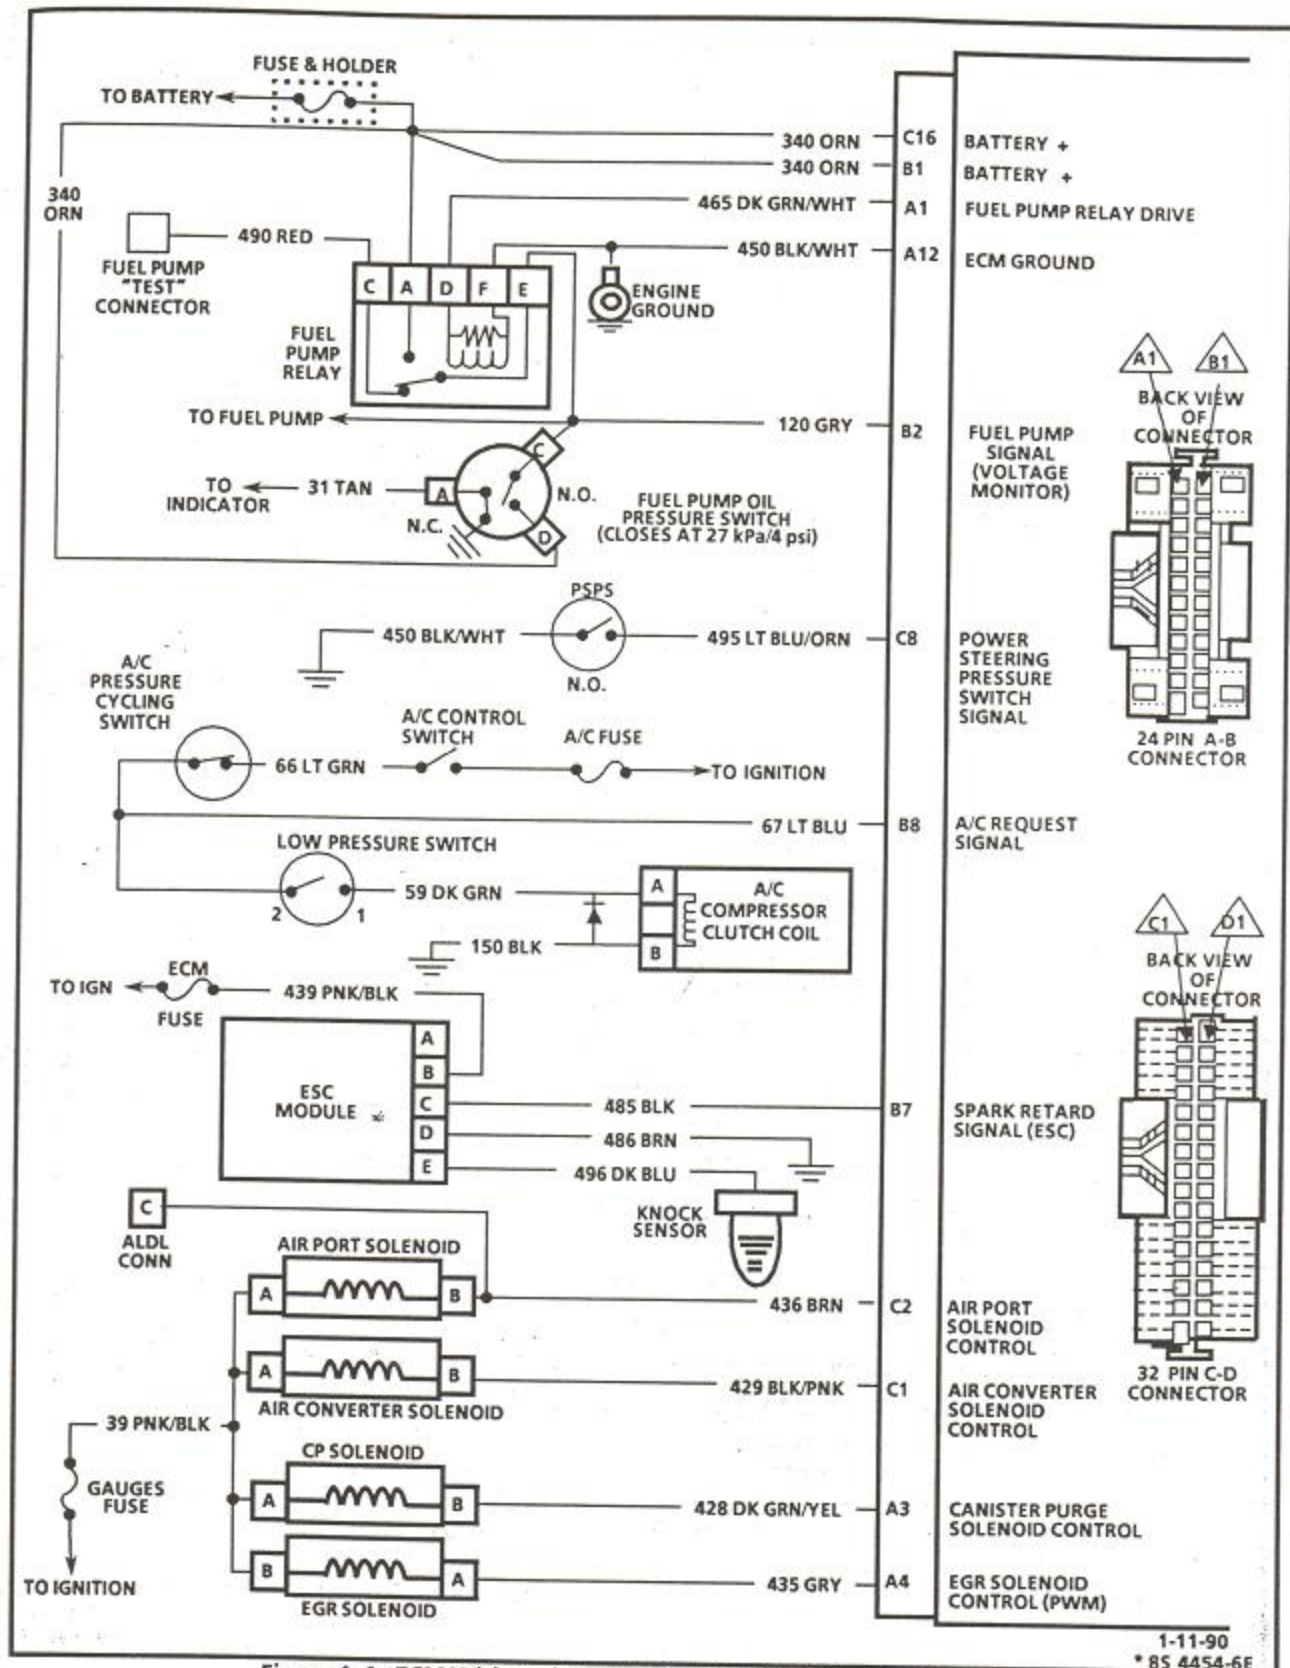 FUSE & HOLDER
TO BATTERY
340 ORN
C16
BATTERY +
340 ORN
B1
BATTERY +
340
ORN
465 DK GRN/WHT
A1
FUEL PUMP RELAY DRIVE
490 RED
450 BLK/WHT
A12
ECM GROUND
FUEL PUMP
"TEST"
CONNECTOR
C
A
D
F
E
ENGINE
GROUND
FUEL
PUMP
RELAY
TO FUEL PUMP
120 GRY
B2
FUEL PUMP
SIGNAL
(VOLTAGE
MONITOR)
A1
B1
BACK VIEW
OF
CONNECTOR
C
TO
INDICATOR
31 TAN
A
N.O.
N.C.
D
FUEL PUMP OIL
PRESSURE SWITCH
(CLOSES AT 27 kPa/4 psi)
PSPS
450 BLK/WHT
495 LT BLU/ORN
C8
POWER
STEERING
PRESSURE
SWITCH
SIGNAL
N.O.
24 PIN A-B
CONNECTOR
A/C
PRESSURE
CYCLING
SWITCH
A/C CONTROL
SWITCH
A/C FUSE
66 LT GRN
TO IGNITION
67 LT BLU
B8
A/C REQUEST
SIGNAL
LOW PRESSURE SWITCH
2
1
59 DK GRN
A
B
A/C
COMPRESSOR
CLUTCH COIL
150 BLK
C1
D1
BACK VIEW
OF
CONNECTOR
TO IGN
ECM
FUSE
439 PNK/BLK
ESC
MODULE
A
B
C
D
E
485 BLK
B7
SPARK RETARD
SIGNAL (ESC)
486 BRN
496 DK BLU
KNOCK
SENSOR
C
ALDL
CONN
AIR PORT SOLENOID
A
B
436 BRN
C2
AIR PORT
SOLENOID
CONTROL
A
B
AIR CONVERTER SOLENOID
429 BLK/PNK
C1
AIR CONVERTER
SOLENOID
CONTROL
32 PIN C-D
CONNECTOR
39 PNK/BLK
GAUGES
FUSE
TO IGNITION
CP SOLENOID
A
B
428 DK GRN/YEL
A3
CANISTER PURGE
SOLENOID CONTROL
B
A
EGR SOLENOID
435 GRY
A4
EGR SOLENOID
CONTROL (PWM)
1-11-90
* 8S 4454-6E